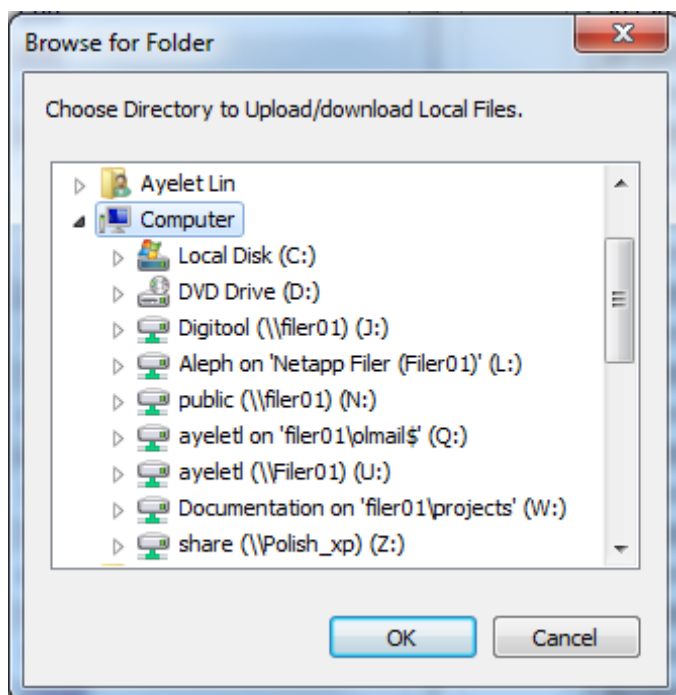 Browse for Folder
Choose Directory to Upload/download Local Files.
Ayelet Lin
Computer
Local Disk (C:)
DVD Drive (D:)
Digitool (\\filer01) (J:)
Aleph on 'Netapp Filer (Filer01)' (L:)
public (\\filer01) (N:)
ayeletl on 'filer01\olmail$' (Q:)
ayeletl (\\Filer01) (U:)
Documentation on 'filer01\projects' (W:)
share (\\Polish_xp) (Z:)
OK
Cancel